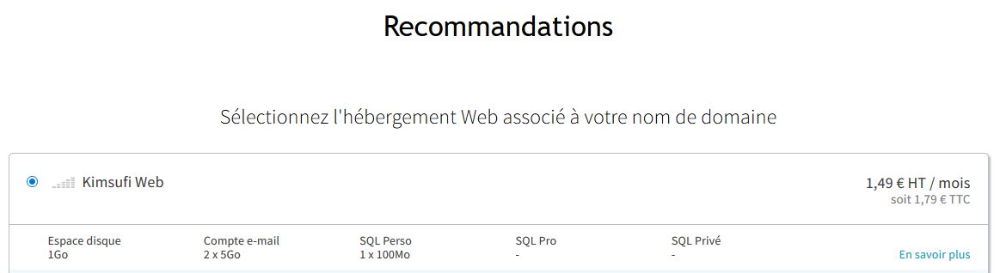 Recommandations
Sélectionnez l'hébergement Web associé à votre nom de domaine
Kimsufi Web
1,49 € HT / mois
soit 1,79 € TTC
Espace disque
1Go
Compte e-mail
2 x 5Go
SQL Perso
1 x 100Mo
SQL Pro
-
SQL Privé
-
En savoir plus